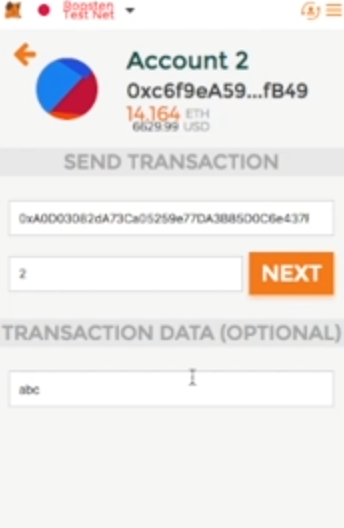 Ropsten
Test Net
Account 2
0xc6f9eA59...fB49
14.164 ETH
6629.99 USD
SEND TRANSACTION
2
NEXT
TRANSACTION DATA (OPTIONAL)
abc